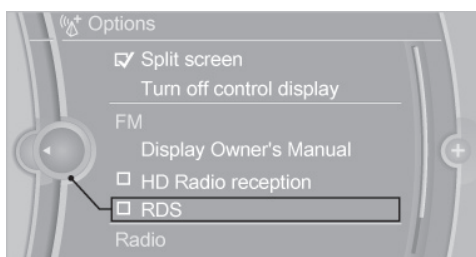 Options
Split screen
Turn off control display
FM
Display Owner's Manual
HD Radio reception
RDS
Radio